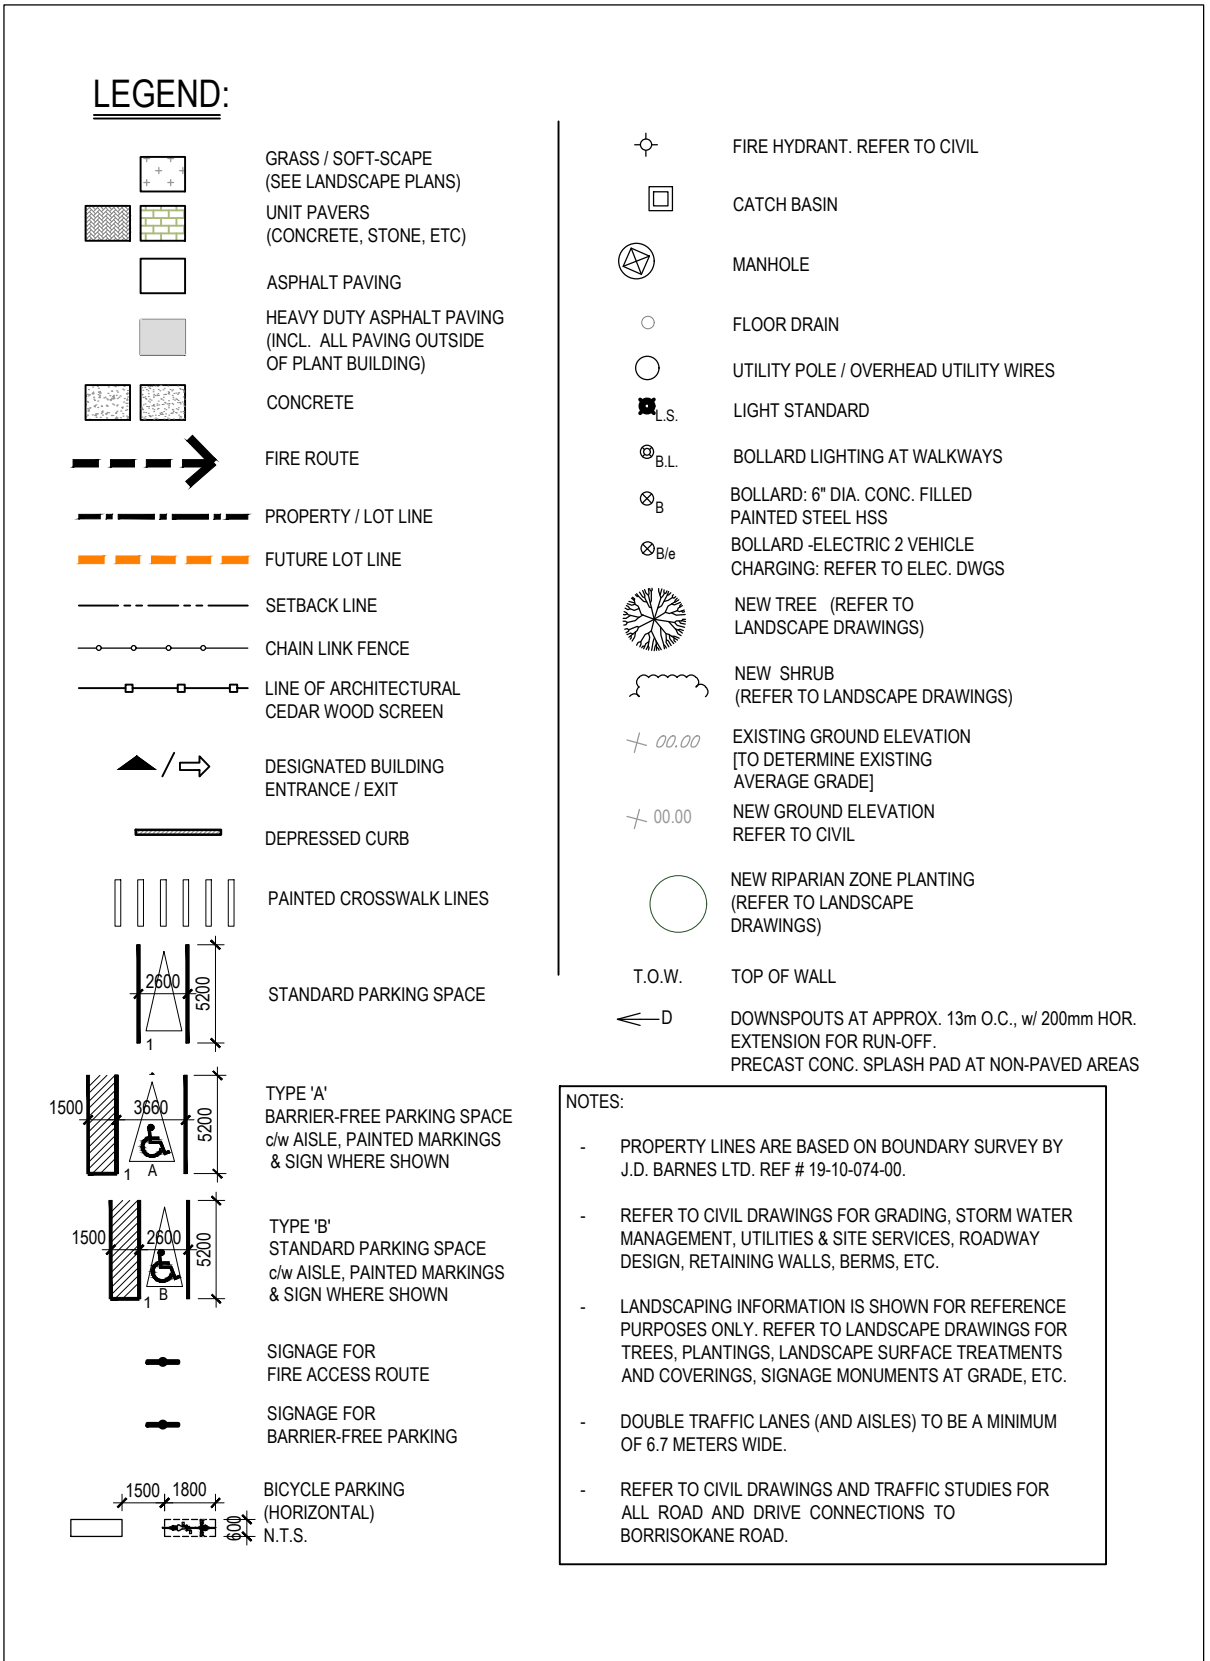 LEGEND:
GRASS / SOFT-SCAPE
(SEE LANDSCAPE PLANS)
UNIT PAVERS
(CONCRETE, STONE, ETC)
ASPHALT PAVING
HEAVY DUTY ASPHALT PAVING
(INCL. ALL PAVING OUTSIDE
OF PLANT BUILDING)
CONCRETE
FIRE ROUTE
PROPERTY / LOT LINE
FUTURE LOT LINE
SETBACK LINE
CHAIN LINK FENCE
LINE OF ARCHITECTURAL
CEDAR WOOD SCREEN
DESIGNATED BUILDING
ENTRANCE / EXIT
DEPRESSED CURB
PAINTED CROSSWALK LINES
2600
5200
1
STANDARD PARKING SPACE
1500
3660
5200
1
A
TYPE 'A'
BARRIER-FREE PARKING SPACE
c/w AISLE, PAINTED MARKINGS
& SIGN WHERE SHOWN
1500
2600
5200
1
B
TYPE 'B'
STANDARD PARKING SPACE
c/w AISLE, PAINTED MARKINGS
& SIGN WHERE SHOWN
SIGNAGE FOR
FIRE ACCESS ROUTE
SIGNAGE FOR
BARRIER-FREE PARKING
1500
1800
600
BICYCLE PARKING
(HORIZONTAL)
N.T.S.
FIRE HYDRANT. REFER TO CIVIL
CATCH BASIN
MANHOLE
FLOOR DRAIN
UTILITY POLE / OVERHEAD UTILITY WIRES
L.S. LIGHT STANDARD
B.L. BOLLARD LIGHTING AT WALKWAYS
B BOLLARD: 6" DIA. CONC. FILLED
PAINTED STEEL HSS
B/e BOLLARD -ELECTRIC 2 VEHICLE
CHARGING: REFER TO ELEC. DWGS
NEW TREE (REFER TO
LANDSCAPE DRAWINGS)
NEW SHRUB
(REFER TO LANDSCAPE DRAWINGS)
00.00 EXISTING GROUND ELEVATION
[TO DETERMINE EXISTING
AVERAGE GRADE]
00.00 NEW GROUND ELEVATION
REFER TO CIVIL
NEW RIPARIAN ZONE PLANTING
(REFER TO LANDSCAPE
DRAWINGS)
T.O.W. TOP OF WALL
D DOWNSPOUTS AT APPROX. 13m O.C., w/ 200mm HOR.
EXTENSION FOR RUN-OFF.
PRECAST CONC. SPLASH PAD AT NON-PAVED AREAS
NOTES:
- PROPERTY LINES ARE BASED ON BOUNDARY SURVEY BY
J.D. BARNES LTD. REF # 19-10-074-00.
- REFER TO CIVIL DRAWINGS FOR GRADING, STORM WATER
MANAGEMENT, UTILITIES & SITE SERVICES, ROADWAY
DESIGN, RETAINING WALLS, BERMS, ETC.
- LANDSCAPING INFORMATION IS SHOWN FOR REFERENCE
PURPOSES ONLY. REFER TO LANDSCAPE DRAWINGS FOR
TREES, PLANTINGS, LANDSCAPE SURFACE TREATMENTS
AND COVERINGS, SIGNAGE MONUMENTS AT GRADE, ETC.
- DOUBLE TRAFFIC LANES (AND AISLES) TO BE A MINIMUM
OF 6.7 METERS WIDE.
- REFER TO CIVIL DRAWINGS AND TRAFFIC STUDIES FOR
ALL ROAD AND DRIVE CONNECTIONS TO
BORRISOKANE ROAD.